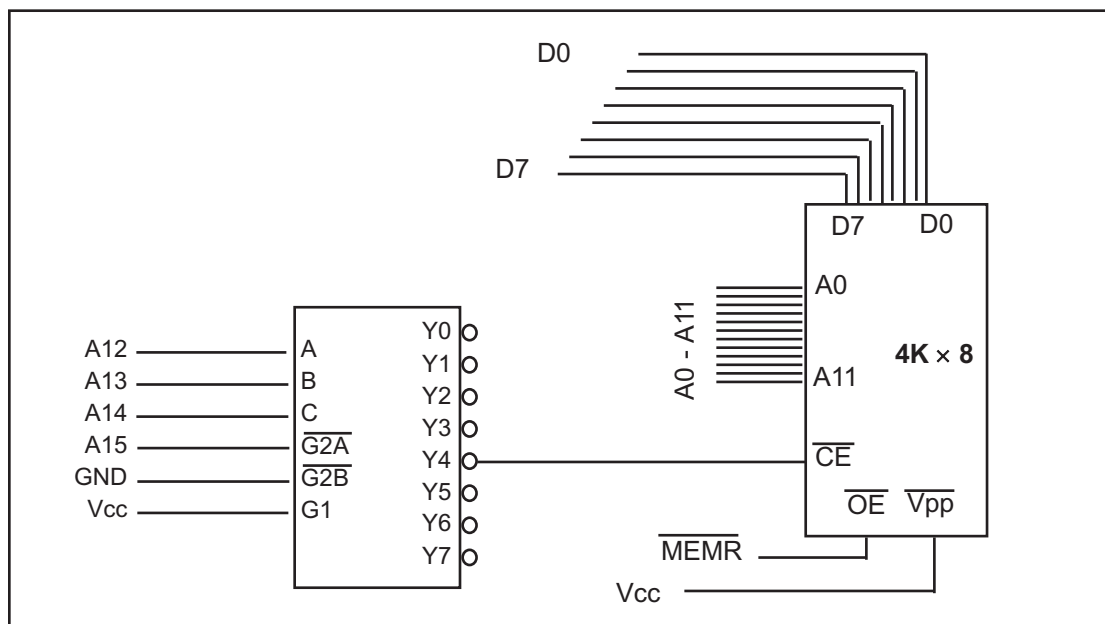 D0
D7
D7 D0
A0
A0 - A11
4K × 8
A11
Y0
A12 A
Y1
A13 B
Y2
A14 C
Y3
A15 G2A
Y4
CE
GND G2B
Y5
Vcc G1
OE Vpp
Y6
MEMR
Y7
Vcc